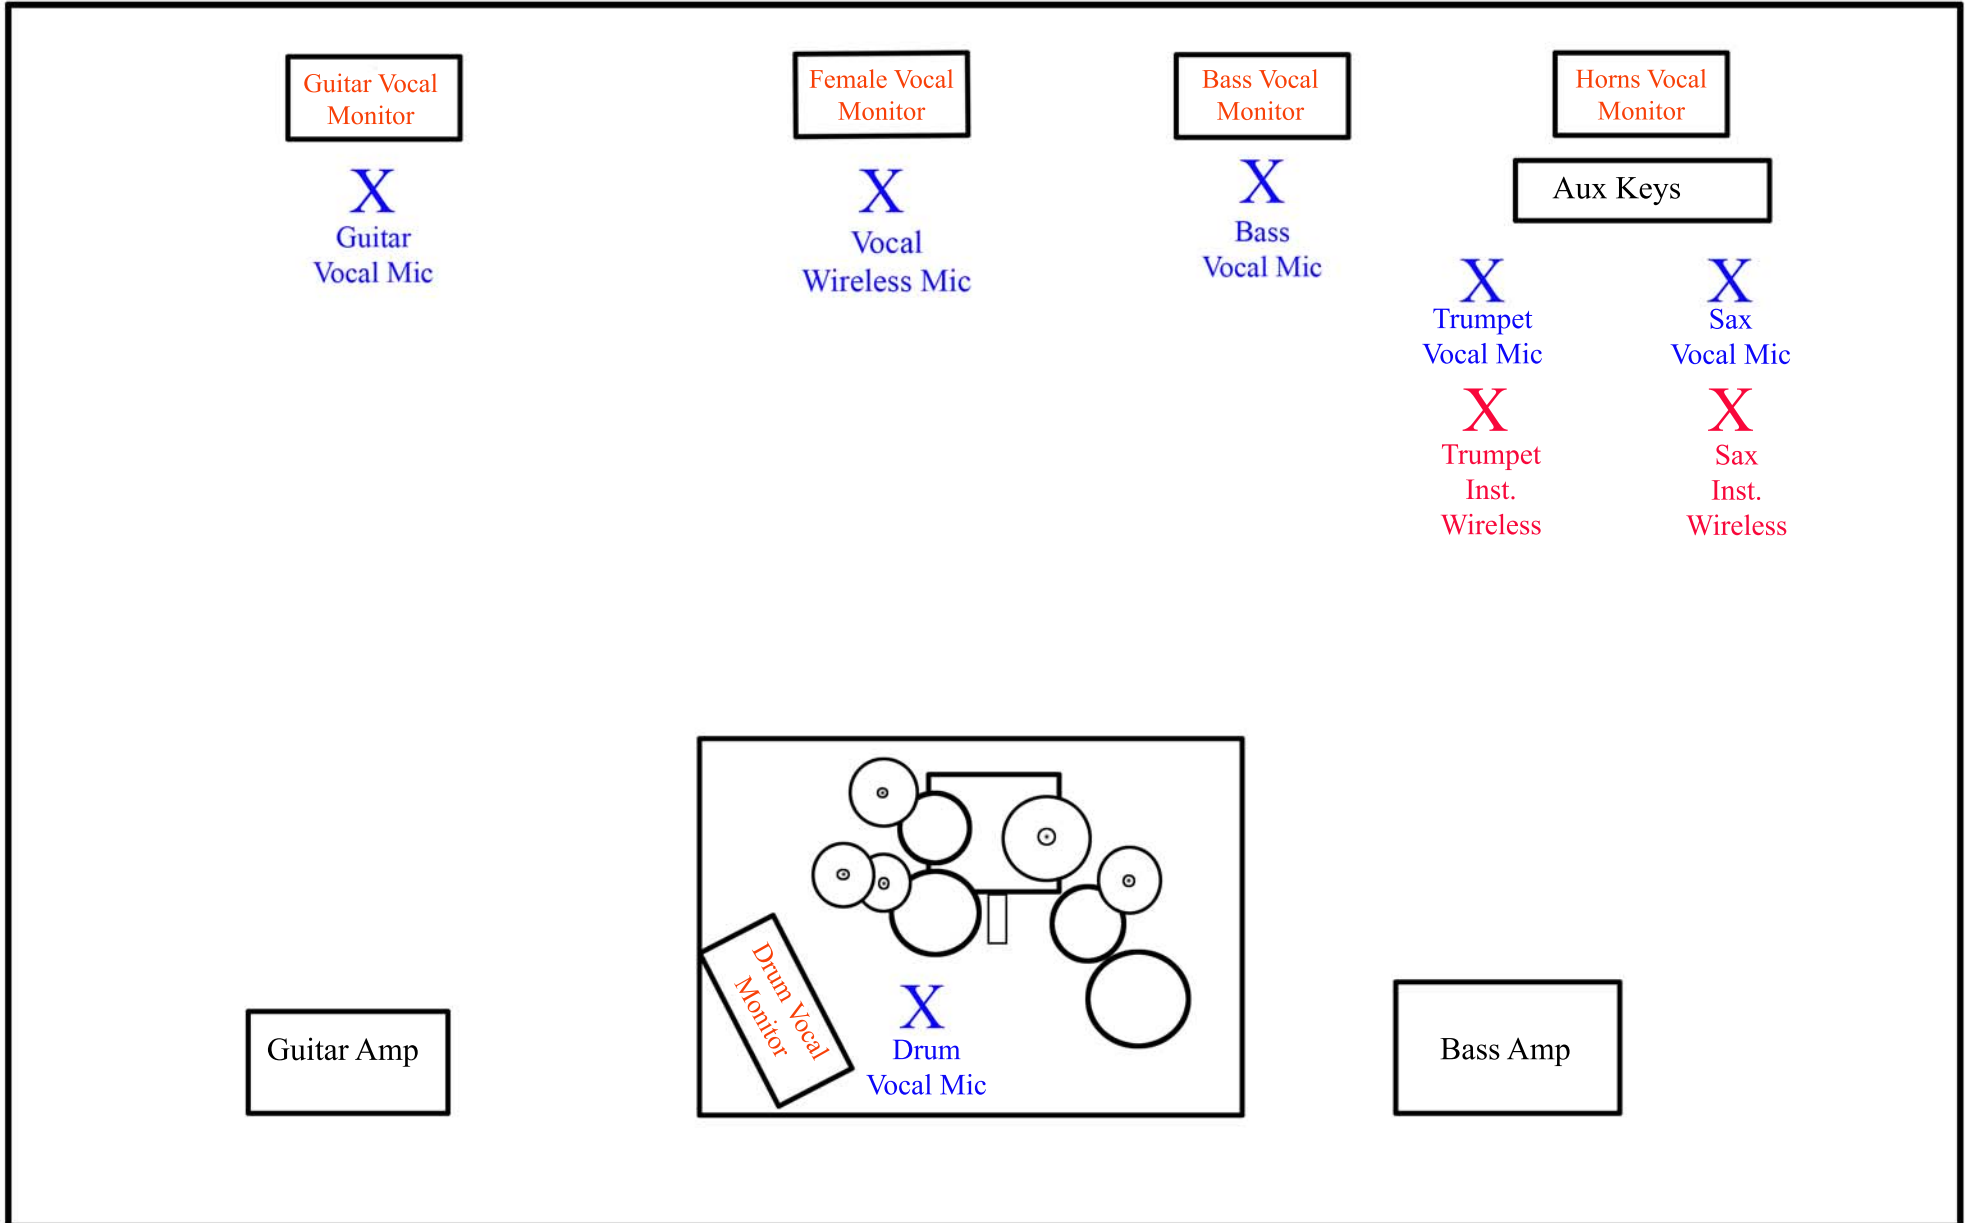 Guitar Vocal
Monitor
Female Vocal
Monitor
Bass Vocal
Monitor
Horns Vocal
Monitor
X
Guitar
Vocal Mic
X
Vocal
Wireless Mic
X
Bass
Vocal Mic
Aux Keys
X
Trumpet
Vocal Mic
X
Sax
Vocal Mic
X
Trumpet
Inst.
Wireless
X
Sax
Inst.
Wireless
Guitar Amp
Drum Vocal
Monitor
X
Drum
Vocal Mic
Bass Amp